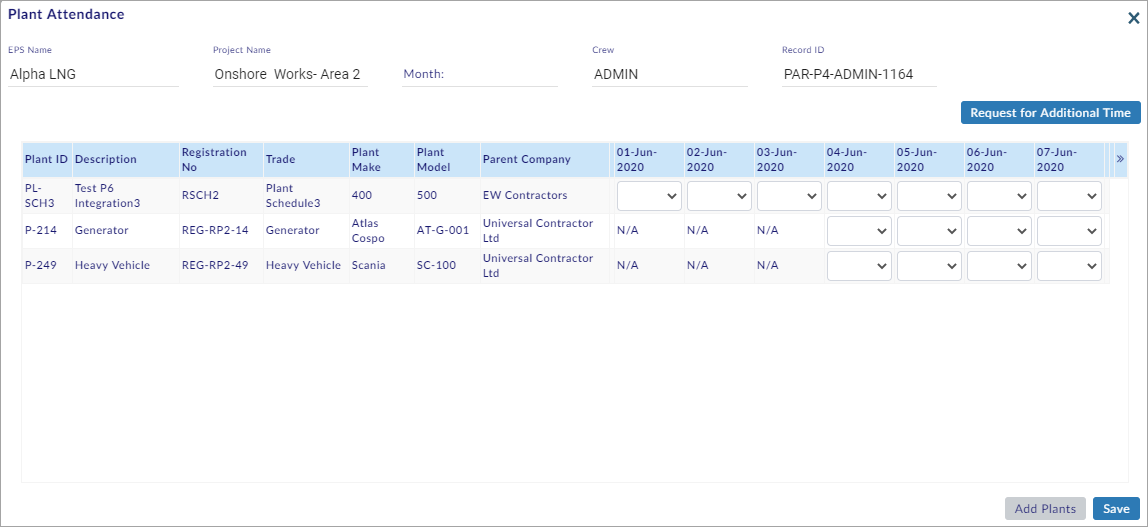 Plant Attendance
EPS Name Project Name Crew Record ID
Alpha LNG Onshore Works- Area 2 Month: ADMIN PAR-P4-ADMIN-1164
Request for Additional Time
Plant ID Description Registration No Trade Plant Make Plant Model Parent Company 01-Jun-2020 02-Jun-2020 03-Jun-2020 04-Jun-2020 05-Jun-2020 06-Jun-2020 07-Jun-2020 »
PL-SCH3 Test P6 Integration3 RSCH2 Plant Schedule3 400 500 EW Contractors
P-214 Generator REG-RP2-14 Generator Atlas Cospo AT-G-001 Universal Contractor Ltd N/A N/A N/A
P-249 Heavy Vehicle REG-RP2-49 Heavy Vehicle Scania SC-100 Universal Contractor Ltd N/A N/A N/A
Add Plants Save